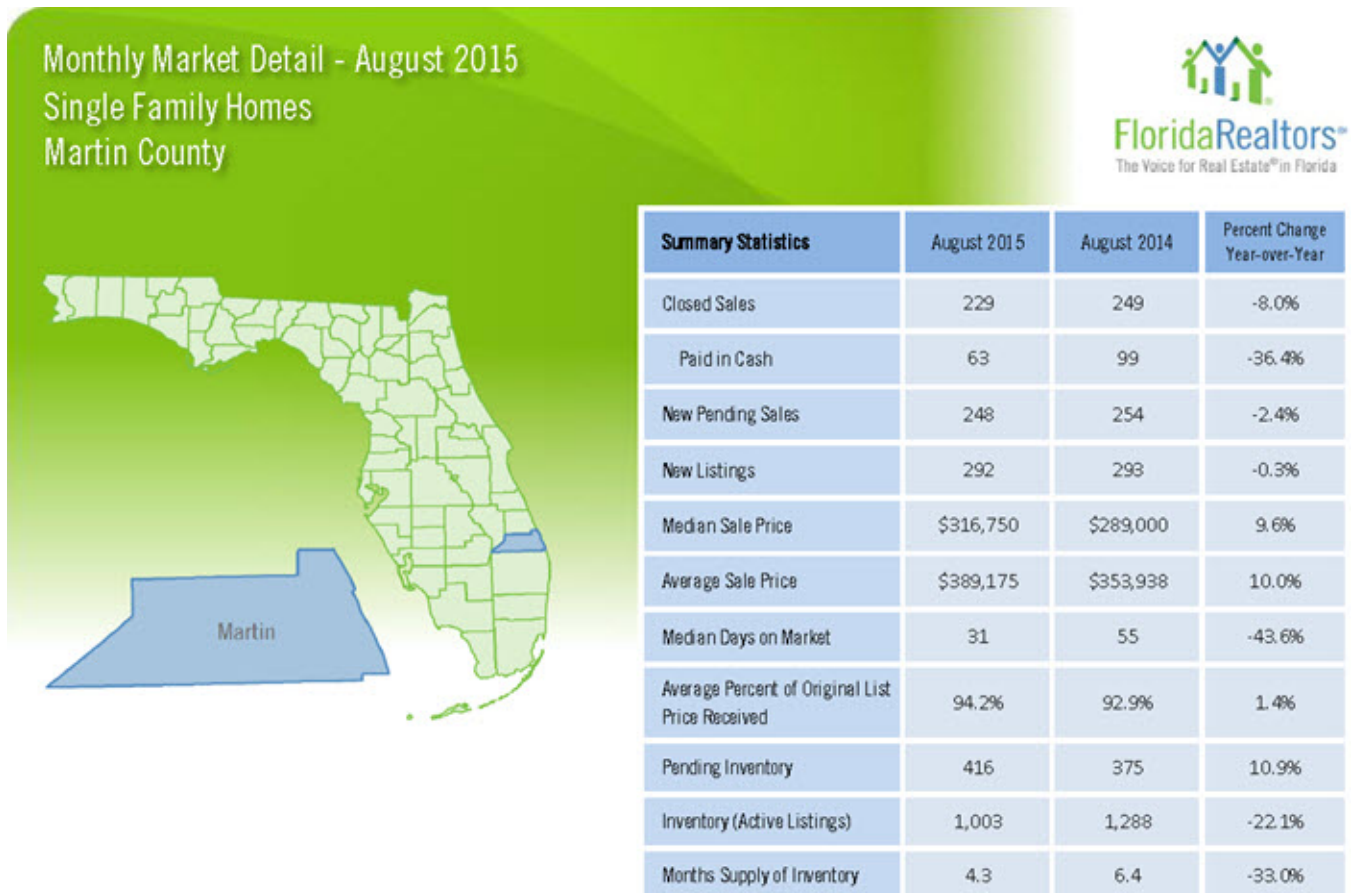 Monthly Market Detail - August 2015
Single Family Homes
Martin County
FloridaRealtors℠
The Voice for Real Estate® in Florida
Martin
Summary Statistics August 2015 August 2014 Percent Change Year-over-Year
Closed Sales 229 249 -8.0%
Paid in Cash 63 99 -36.4%
New Pending Sales 248 254 -2.4%
New Listings 292 293 -0.3%
Median Sale Price $316,750 $289,000 9.6%
Average Sale Price $389,175 $353,938 10.0%
Median Days on Market 31 55 -43.6%
Average Percent of Original List Price Received 94.2% 92.9% 1.4%
Pending Inventory 416 375 10.9%
Inventory (Active Listings) 1,003 1,288 -22.1%
Months Supply of Inventory 4.3 6.4 -33.0%